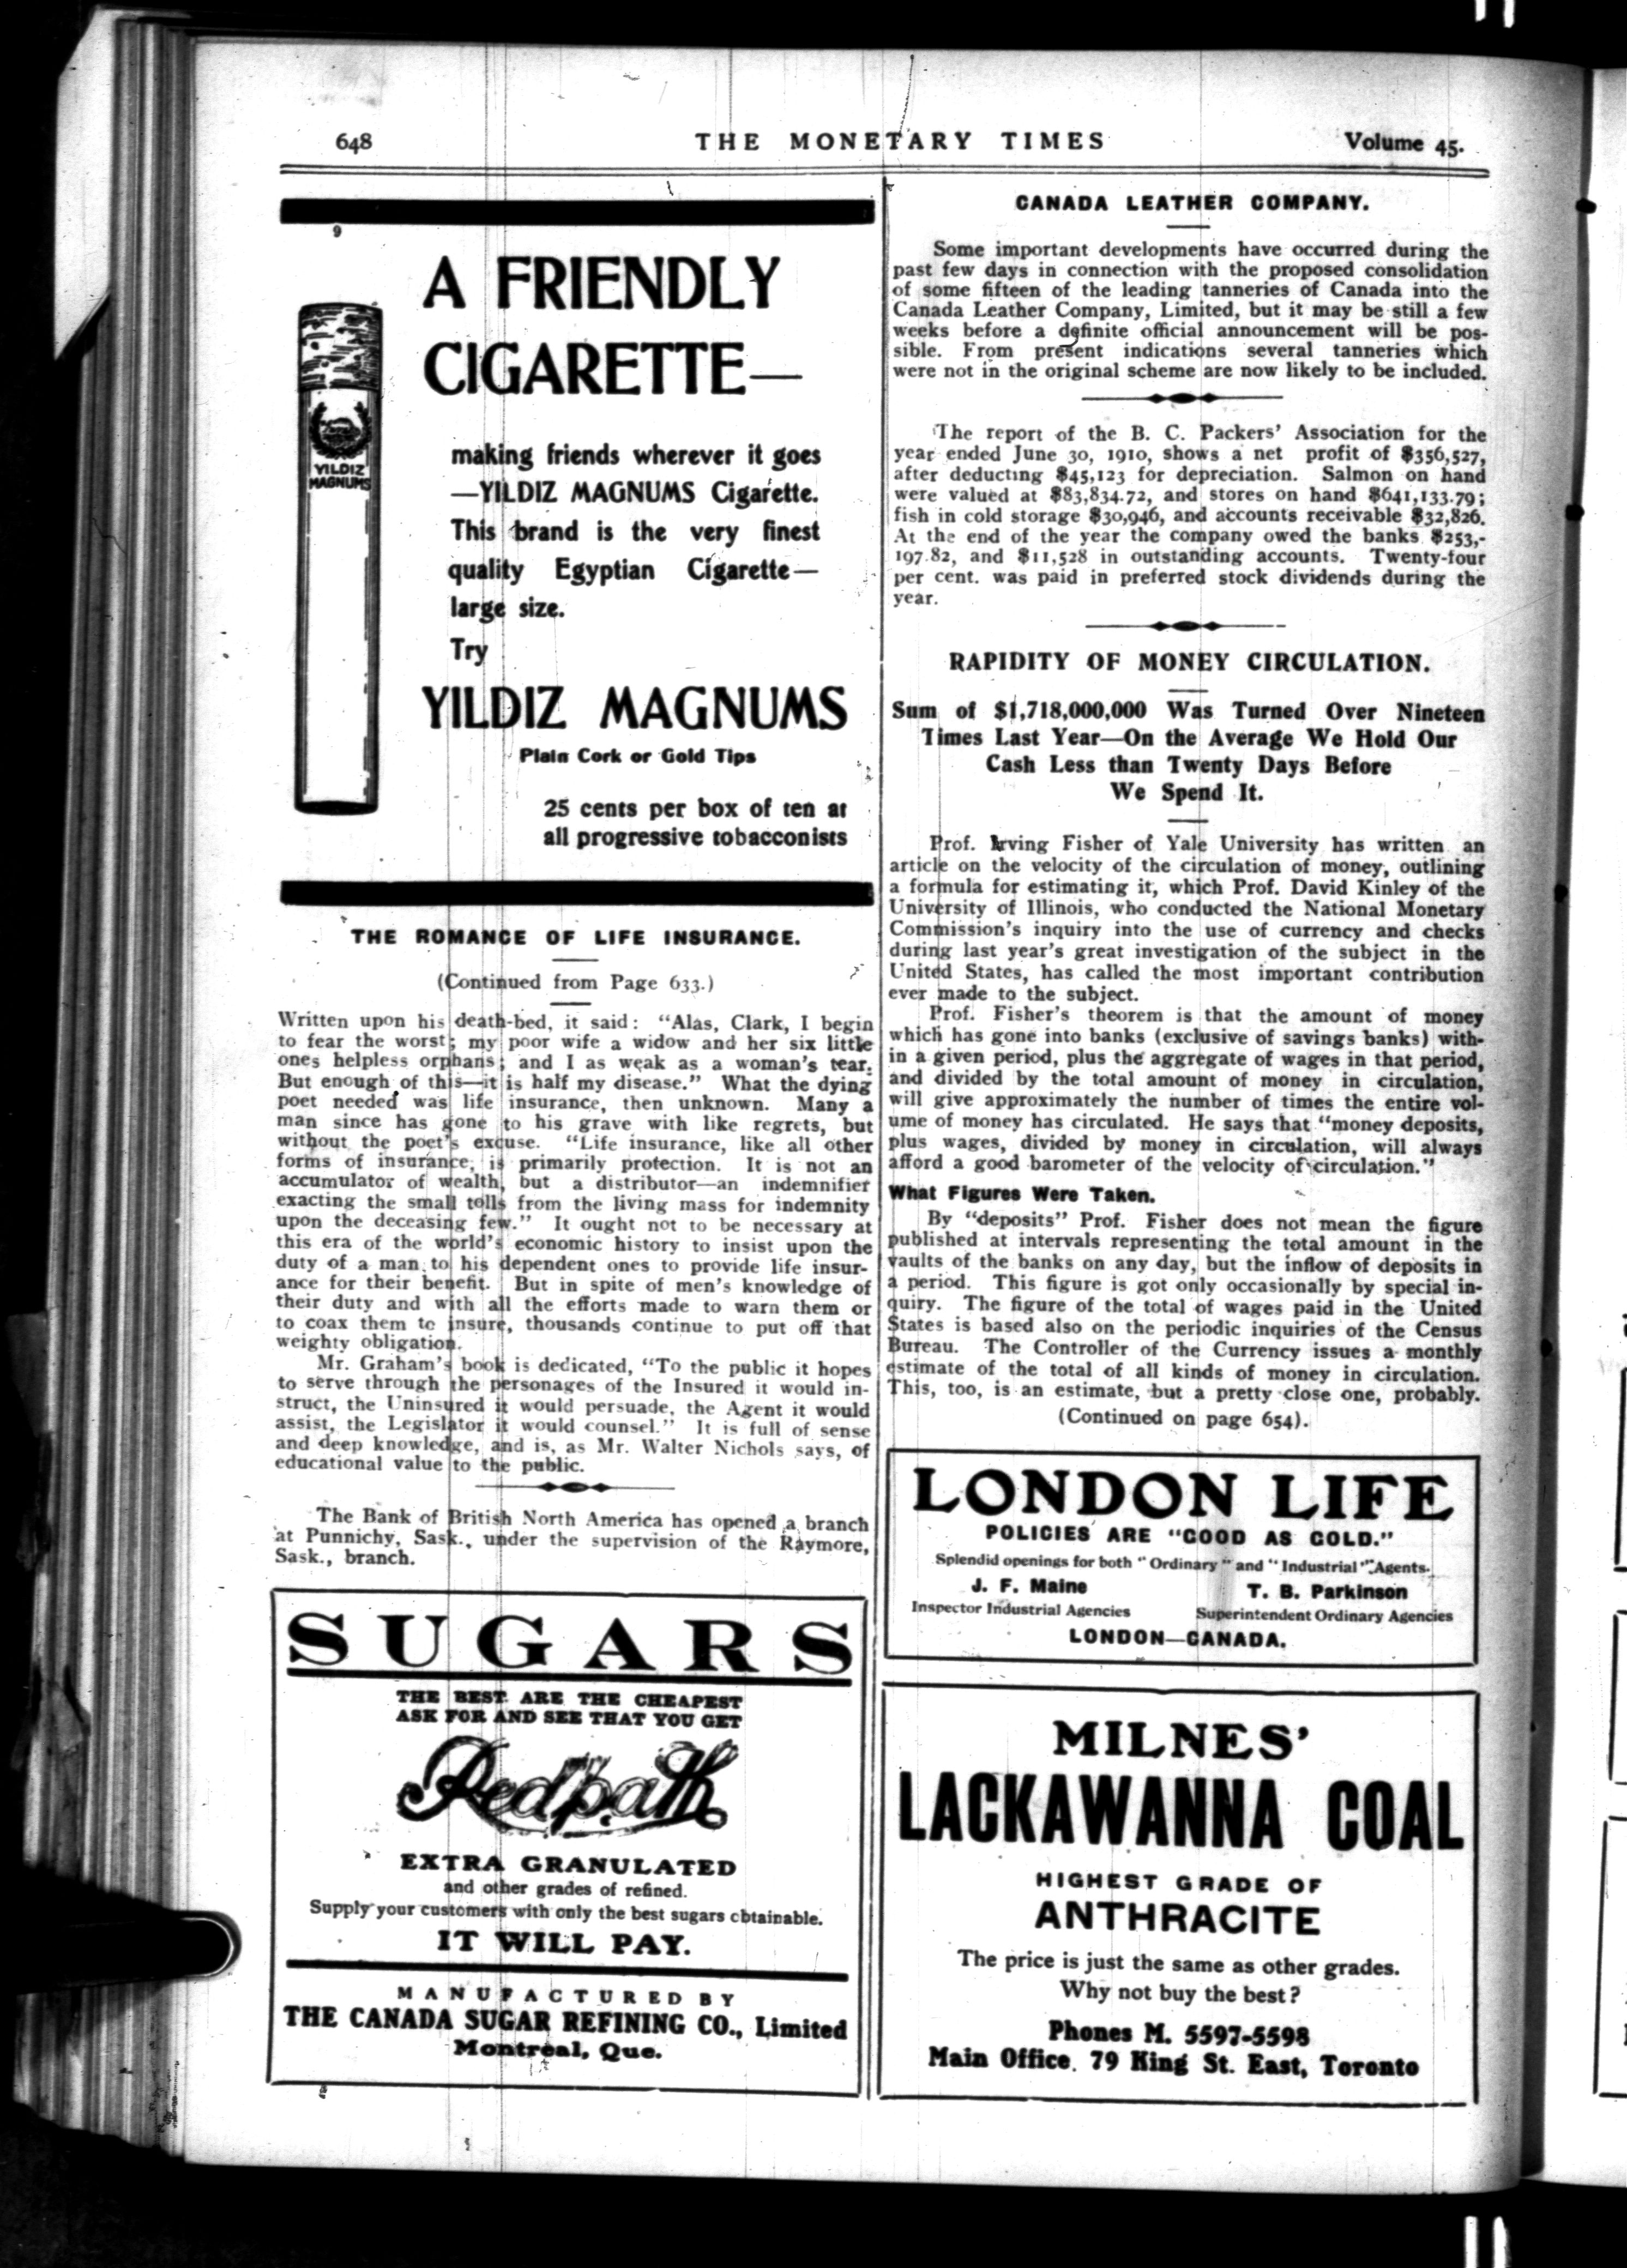 648
THE MONETARY TIMES
Volume 45.
9
A FRIENDLY
CIGARETTE—
YILDIZ
MAGNUMS
making friends wherever it goes
—YILDIZ MAGNUMS Cigarette.
This brand is the very finest
quality Egyptian Cigarette—
large size.
Try
YILDIZ MAGNUMS
Plain Cork or Gold Tips
25 cents per box of ten at
all progressive tobacconists
THE ROMANCE OF LIFE INSURANCE.
(Continued from Page 633.)
Written upon his death-bed, it said: "Alas, Clark, I begin
to fear the worst; my poor wife a widow and her six little
ones helpless orphans; and I as weak as a woman's tear.
But enough of this—it is half my disease." What the dying
poet needed was life insurance, then unknown. Many a
man since has gone to his grave with like regrets, but
without the poet's excuse. "Life insurance, like all other
forms of insurance, is primarily protection. It is not an
accumulator of wealth, but a distributor—an indemnifier
exacting the small tolls from the living mass for indemnity
upon the deceasing few." It ought not to be necessary at
this era of the world's economic history to insist upon the
duty of a man to his dependent ones to provide life insur-
ance for their benefit. But in spite of men's knowledge of
their duty and with all the efforts made to warn them or
to coax them to insure, thousands continue to put off that
weighty obligation.
Mr. Graham's book is dedicated, "To the public it hopes
to serve through the personages of the Insured it would in-
struct, the Uninsured it would persuade, the Agent it would
assist, the Legislator it would counsel." It is full of sense
and deep knowledge, and is, as Mr. Walter Nichols says, of
educational value to the public.
The Bank of British North America has opened a branch
at Punnichy, Sask., under the supervision of the Raymore,
Sask., branch.
SUGARS
THE BEST ARE THE CHEAPEST
ASK FOR AND SEE THAT YOU GET
Redpath
EXTRA GRANULATED
and other grades of refined.
Supply your customers with only the best sugars obtainable.
IT WILL PAY.
MANUFACTURED BY
THE CANADA SUGAR REFINING CO., Limited
Montreal, Que.
CANADA LEATHER COMPANY.
Some important developments have occurred during the
past few days in connection with the proposed consolidation
of some fifteen of the leading tanneries of Canada into the
Canada Leather Company, Limited, but it may be still a few
weeks before a definite official announcement will be pos-
sible. From present indications several tanneries which
were not in the original scheme are now likely to be included.
The report of the B. C. Packers' Association for the
year ended June 30, 1910, shows a net profit of $356,527,
after deducting $45,123 for depreciation. Salmon on hand
were valued at $83,834.72, and stores on hand $641,133.79;
fish in cold storage $30,946, and accounts receivable $32,826.
At the end of the year the company owed the banks $253,-
197.82, and $11,528 in outstanding accounts. Twenty-four
per cent. was paid in preferred stock dividends during the
year.
RAPIDITY OF MONEY CIRCULATION.
Sum of $1,718,000,000 Was Turned Over Nineteen
Times Last Year—On the Average We Hold Our
Cash Less than Twenty Days Before
We Spend It.
Prof. Irving Fisher of Yale University has written an
article on the velocity of the circulation of money, outlining
a formula for estimating it, which Prof. David Kinley of the
University of Illinois, who conducted the National Monetary
Commission's inquiry into the use of currency and checks
during last year's great investigation of the subject in the
United States, has called the most important contribution
ever made to the subject.
Prof. Fisher's theorem is that the amount of money
which has gone into banks (exclusive of savings banks) with-
in a given period, plus the aggregate of wages in that period,
and divided by the total amount of money in circulation,
will give approximately the number of times the entire vol-
ume of money has circulated. He says that "money deposits,
plus wages, divided by money in circulation, will always
afford a good barometer of the velocity of circulation."
What Figures Were Taken.
By "deposits" Prof. Fisher does not mean the figure
published at intervals representing the total amount in the
vaults of the banks on any day, but the inflow of deposits in
a period. This figure is got only occasionally by special in-
quiry. The figure of the total of wages paid in the United
States is based also on the periodic inquiries of the Census
Bureau. The Controller of the Currency issues a monthly
estimate of the total of all kinds of money in circulation.
This, too, is an estimate, but a pretty close one, probably.
(Continued on page 654).
LONDON LIFE
POLICIES ARE "GOOD AS GOLD."
Splendid openings for both "Ordinary" and "Industrial" Agents.
J. F. Maine
Inspector Industrial Agencies
T. B. Parkinson
Superintendent Ordinary Agencies
LONDON—CANADA.
MILNES'
LACKAWANNA COAL
HIGHEST GRADE OF
ANTHRACITE
The price is just the same as other grades.
Why not buy the best?
Phones M. 5597-5598
Main Office, 79 King St. East, Toronto